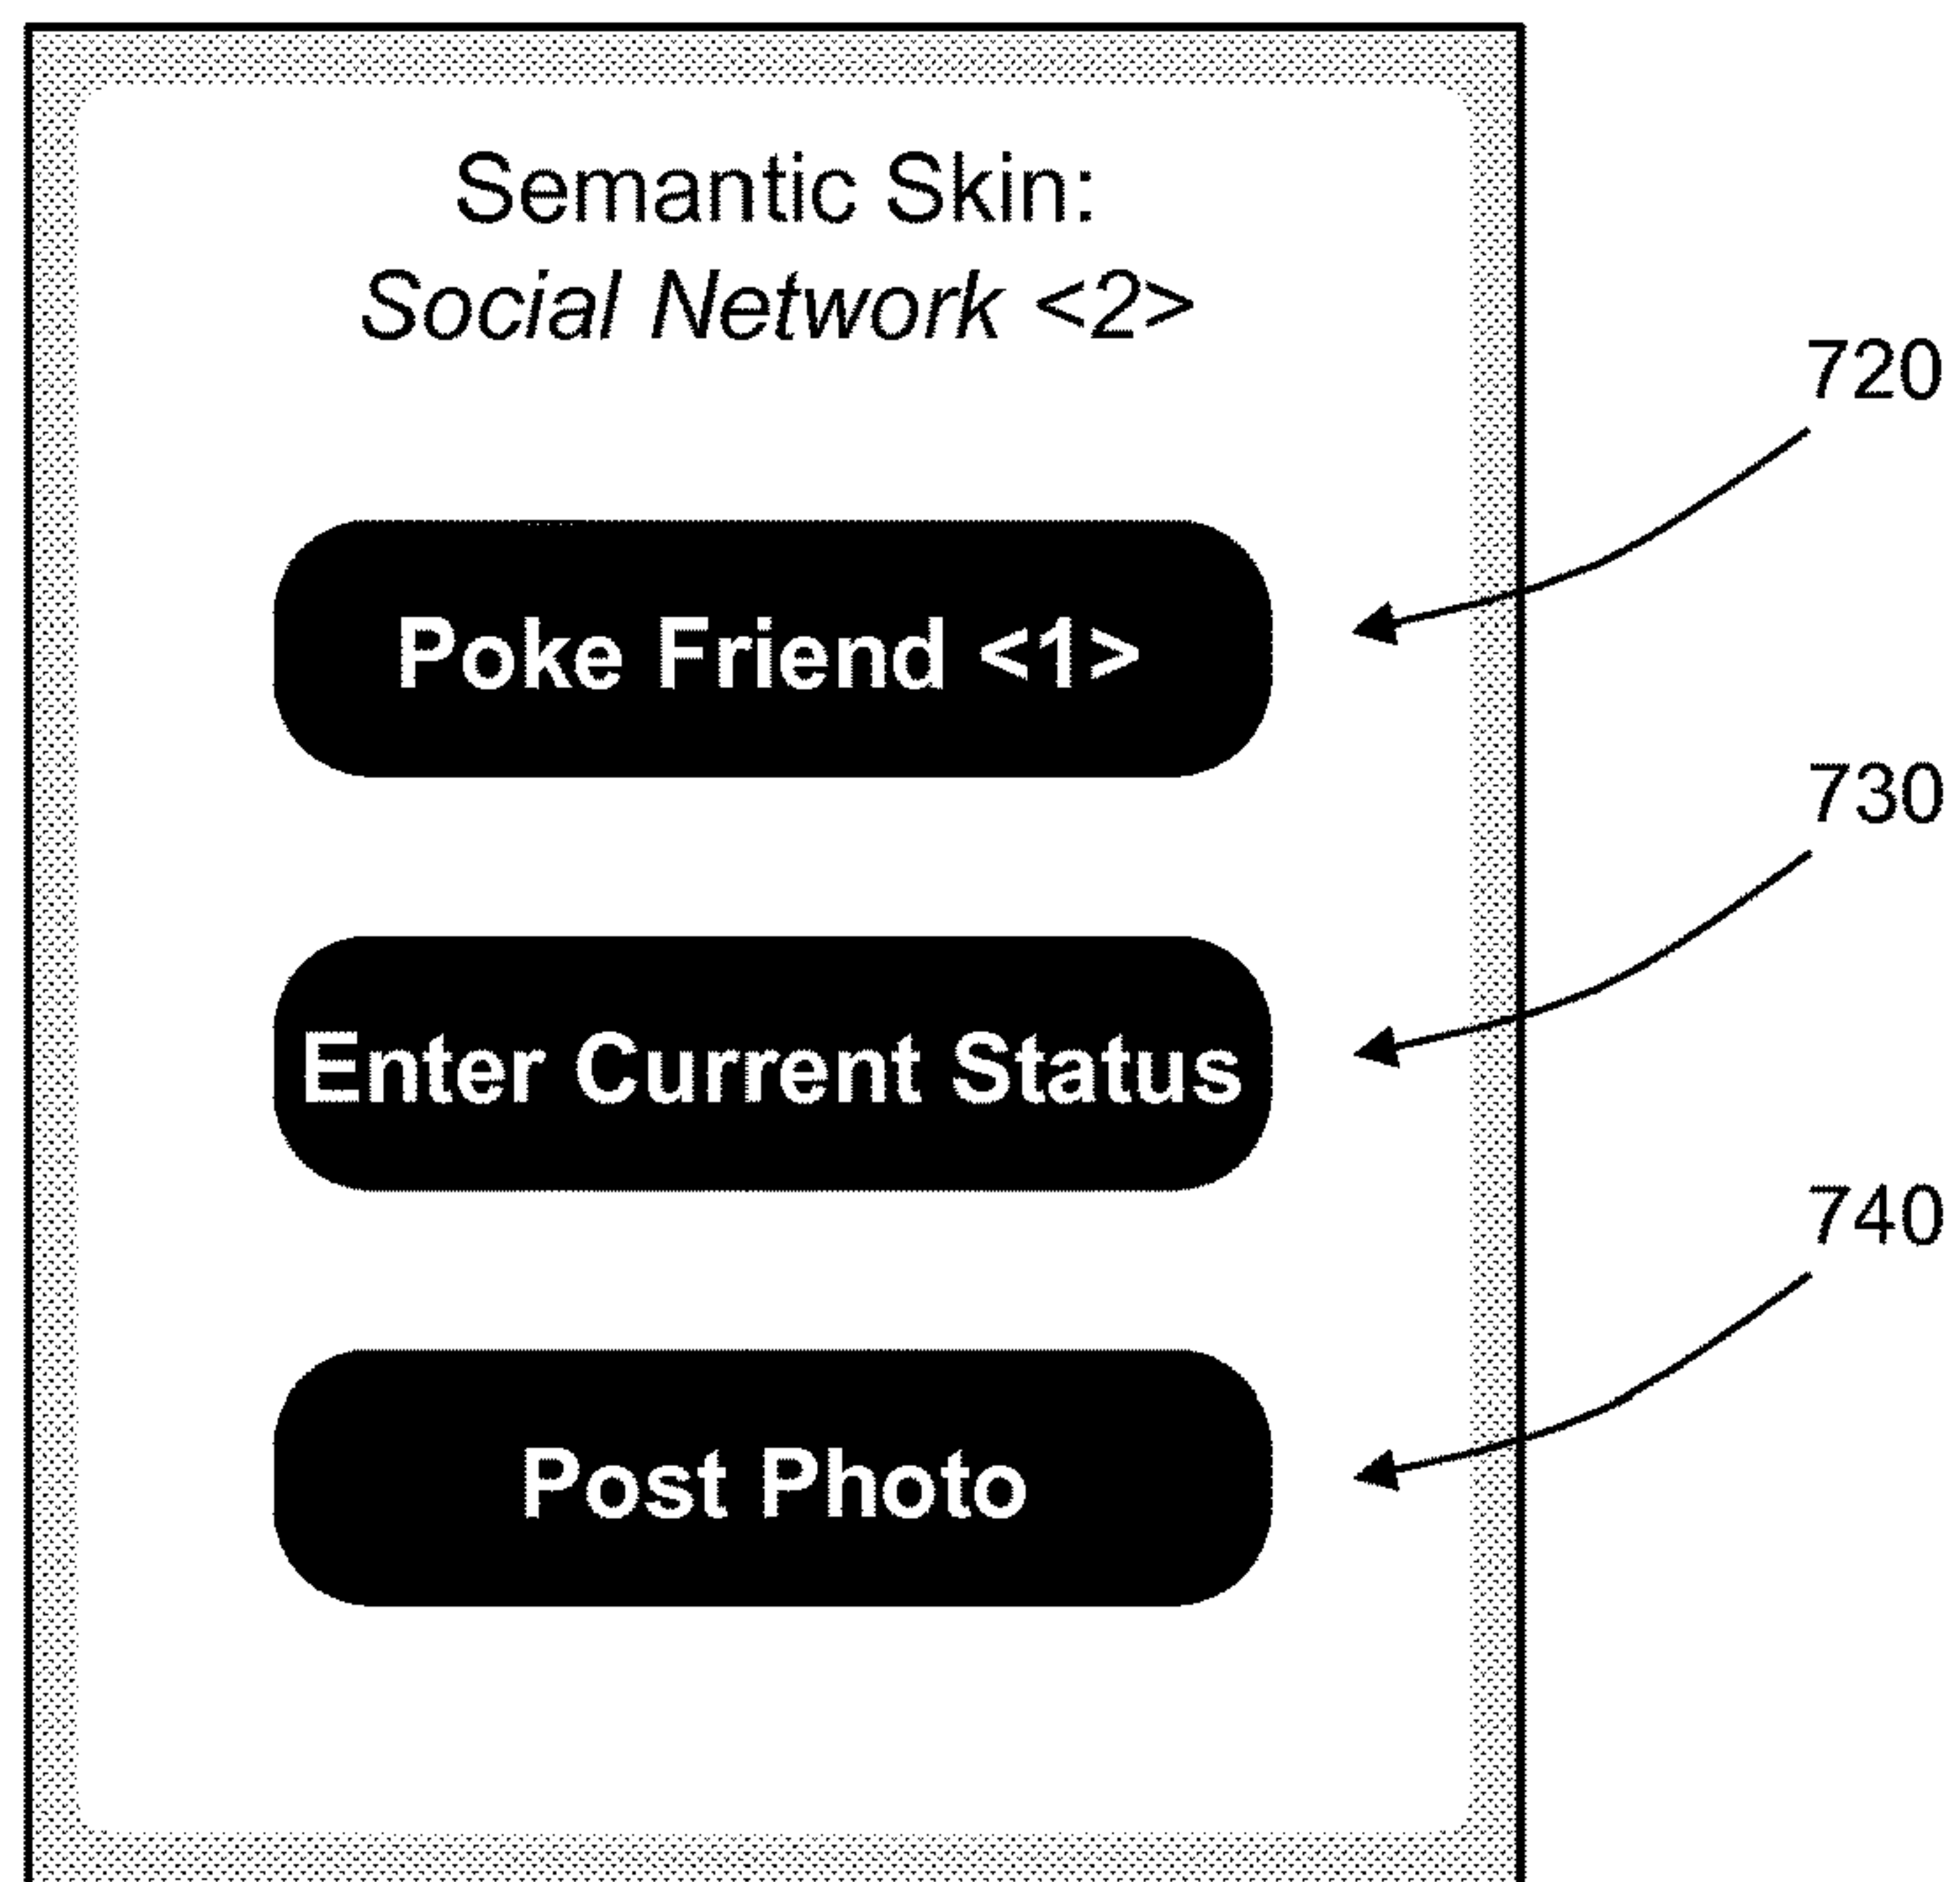 Semantic Skin:
Social Network <2>
720
Poke Friend <1>
730
Enter Current Status
740
Post Photo